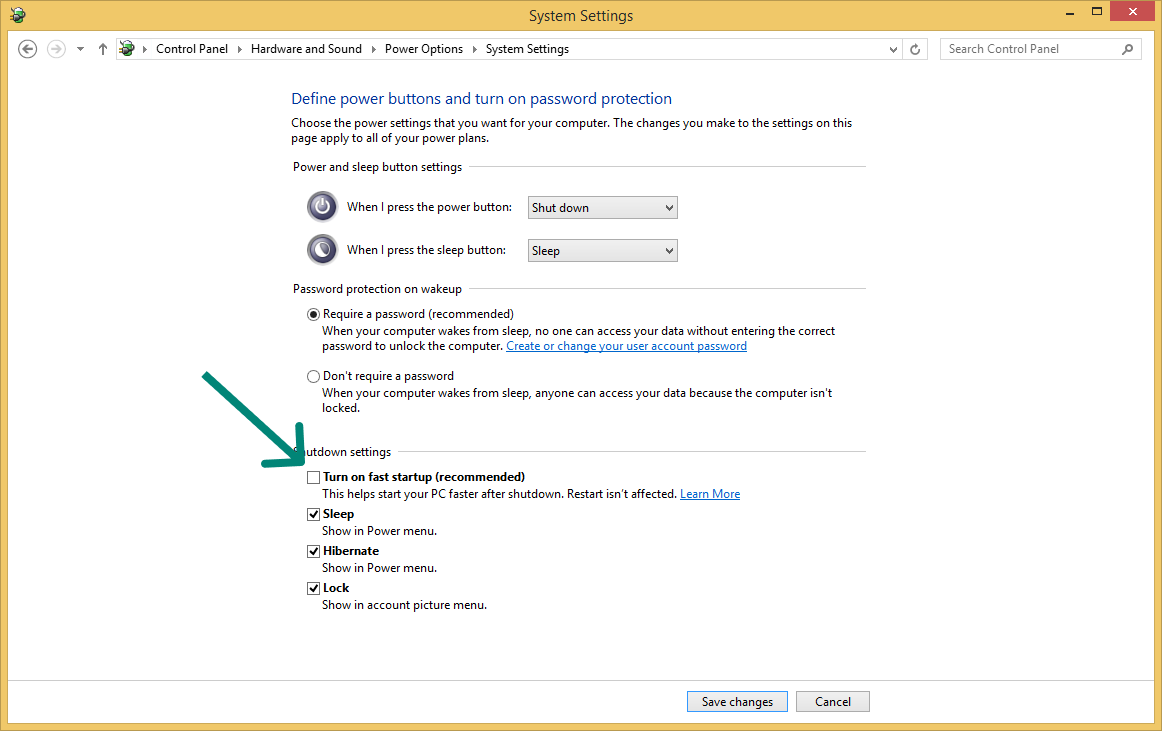 System Settings
Control Panel Hardware and Sound Power Options System Settings
Search Control Panel
Define power buttons and turn on password protection
Choose the power settings that you want for your computer. The changes you make to the settings on this
page apply to all of your power plans.
Power and sleep button settings
When I press the power button: Shut down
When I press the sleep button: Sleep
Password protection on wakeup
Require a password (recommended)
When your computer wakes from sleep, no one can access your data without entering the correct
password to unlock the computer. Create or change your user account password
Don't require a password
When your computer wakes from sleep, anyone can access your data because the computer isn't
locked.
Shutdown settings
Turn on fast startup (recommended)
This helps start your PC faster after shutdown. Restart isn't affected. Learn More
Sleep
Show in Power menu.
Hibernate
Show in Power menu.
Lock
Show in account picture menu.
Save changes Cancel